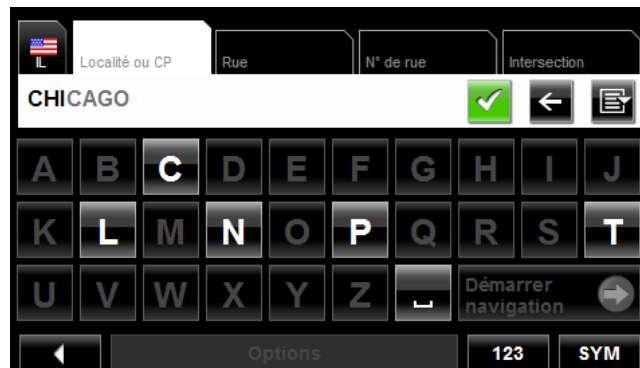 IL Localité ou CP Rue N° de rue Intersection
CHICAGO
A B C D E F G H I J
K L M N O P Q R S T
U V W X Y Z Démarrer
navigation
Options 123 SYM